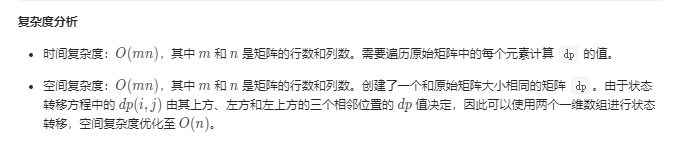 复杂度分析
时间复杂度：O(mn)，其中 m 和 n 是矩阵的行数和列数。需要遍历原始矩阵中的每个元素计算 dp 的值。
空间复杂度：O(mn)，其中 m 和 n 是矩阵的行数和列数。创建了一个和原始矩阵大小相同的矩阵 dp 。由于状态
转移方程中的 dp(i, j) 由其上方、左方和左上方的三个相邻位置的 dp 值决定，因此可以使用两个一维数组进行状态
转移，空间复杂度优化至 O(n)。